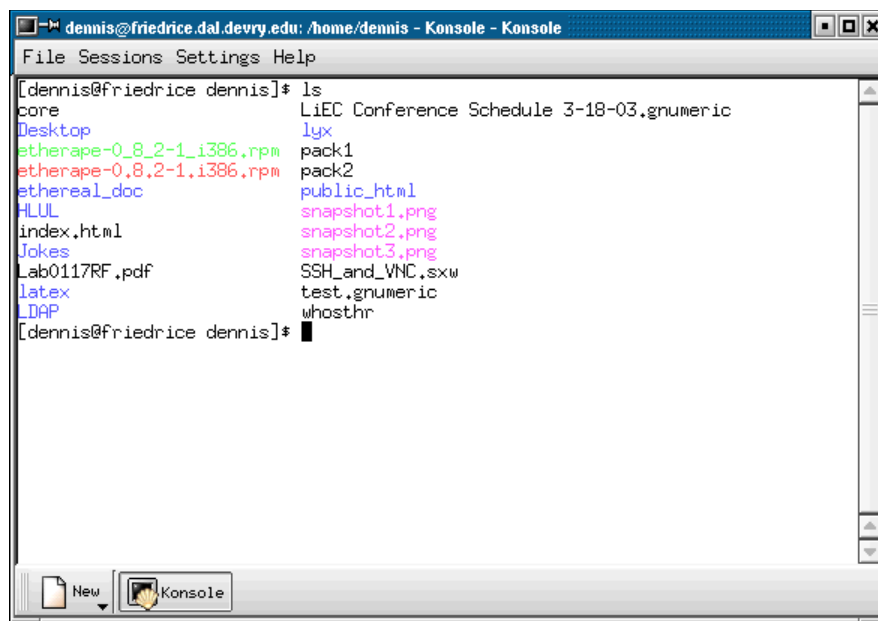 dennis@friedrice.dal.devry.edu: /home/dennis - Konsole - Konsole
File Sessions Settings Help
[dennis@friedrice dennis]$ ls
core LiEC Conference Schedule 3-18-03.gnumeric
Desktop lyx
etherape-0_8_2-1_i386.rpm pack1
etherape-0.8.2-1.i386.rpm pack2
ethereal_doc public_html
HLUL snapshot1.png
index.html snapshot2.png
Jokes snapshot3.png
Lab0117RF.pdf SSH_and_VNC.sxw
latex test.gnumeric
LDAP whosthr
[dennis@friedrice dennis]$
New Konsole